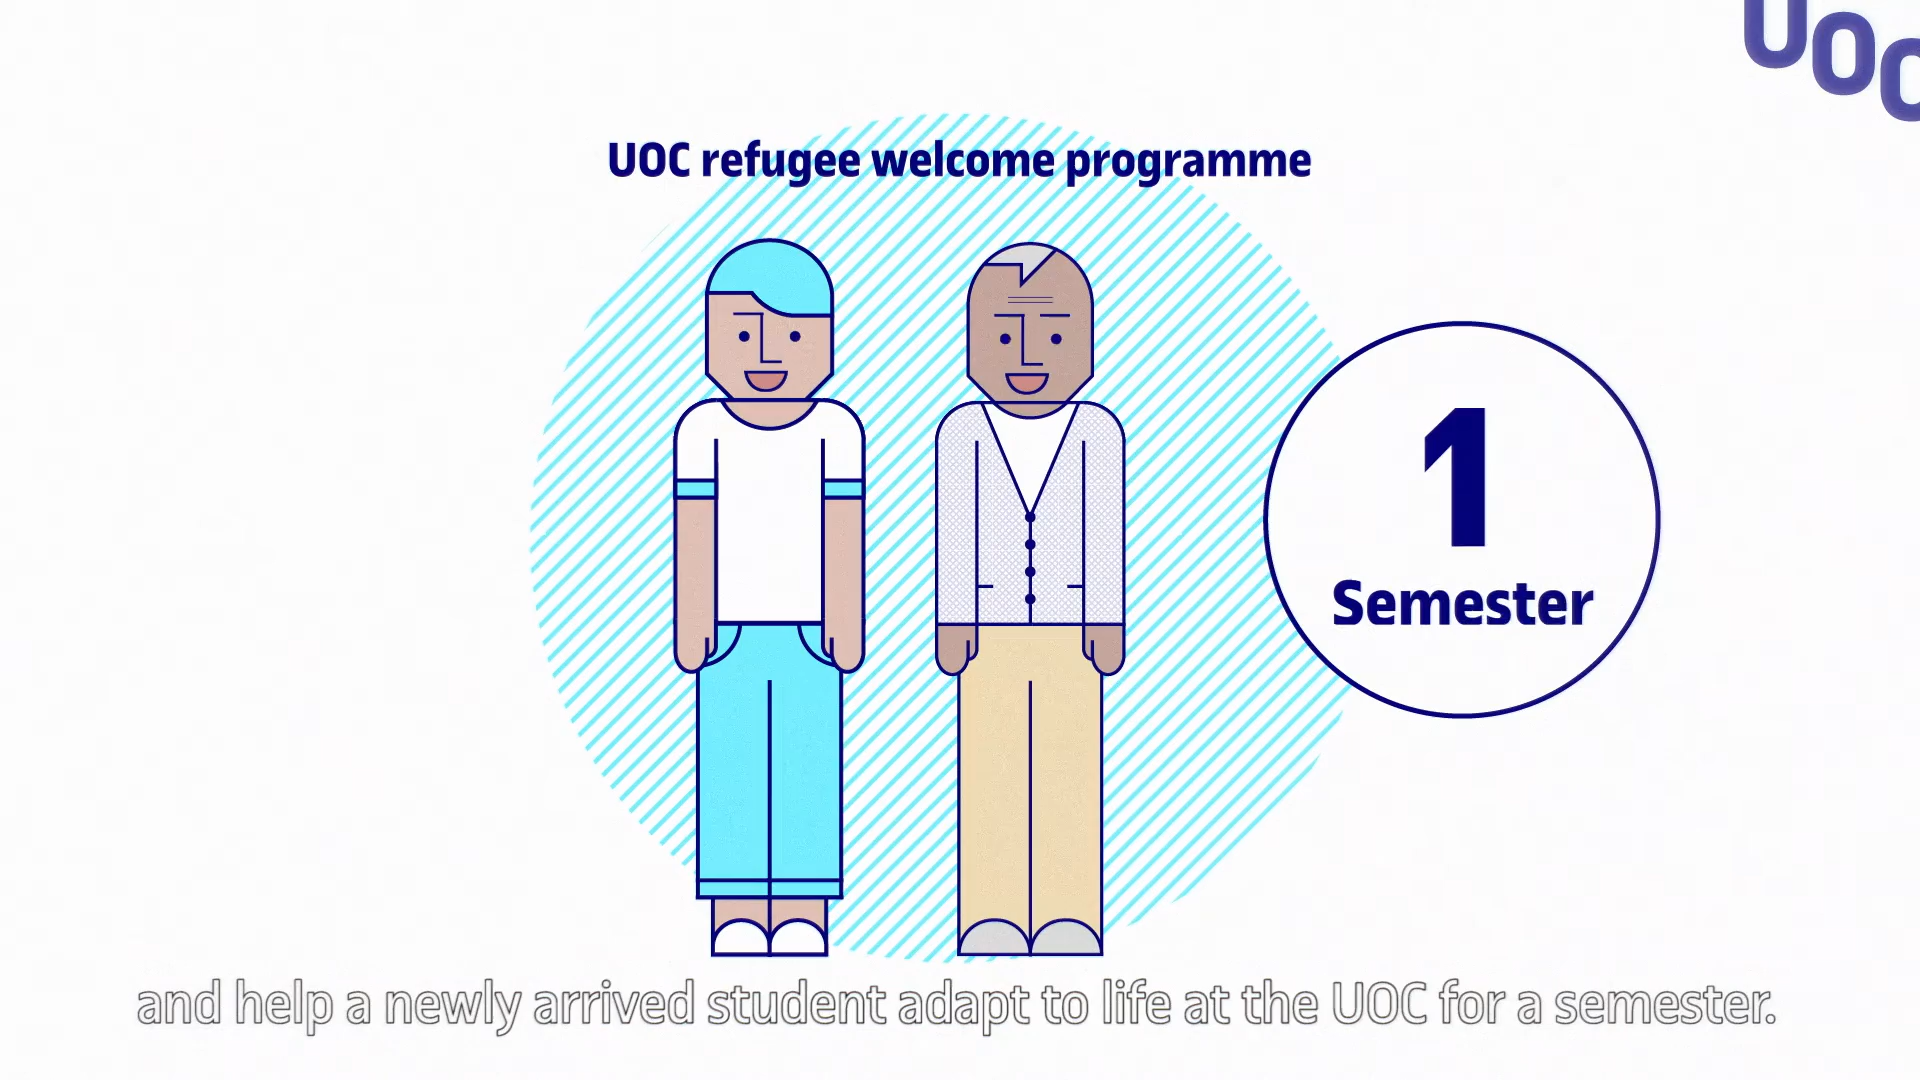 UOC
UOC refugee welcome programme
1
Semester
and help a newly arrived student adapt to life at the UOC for a semester.